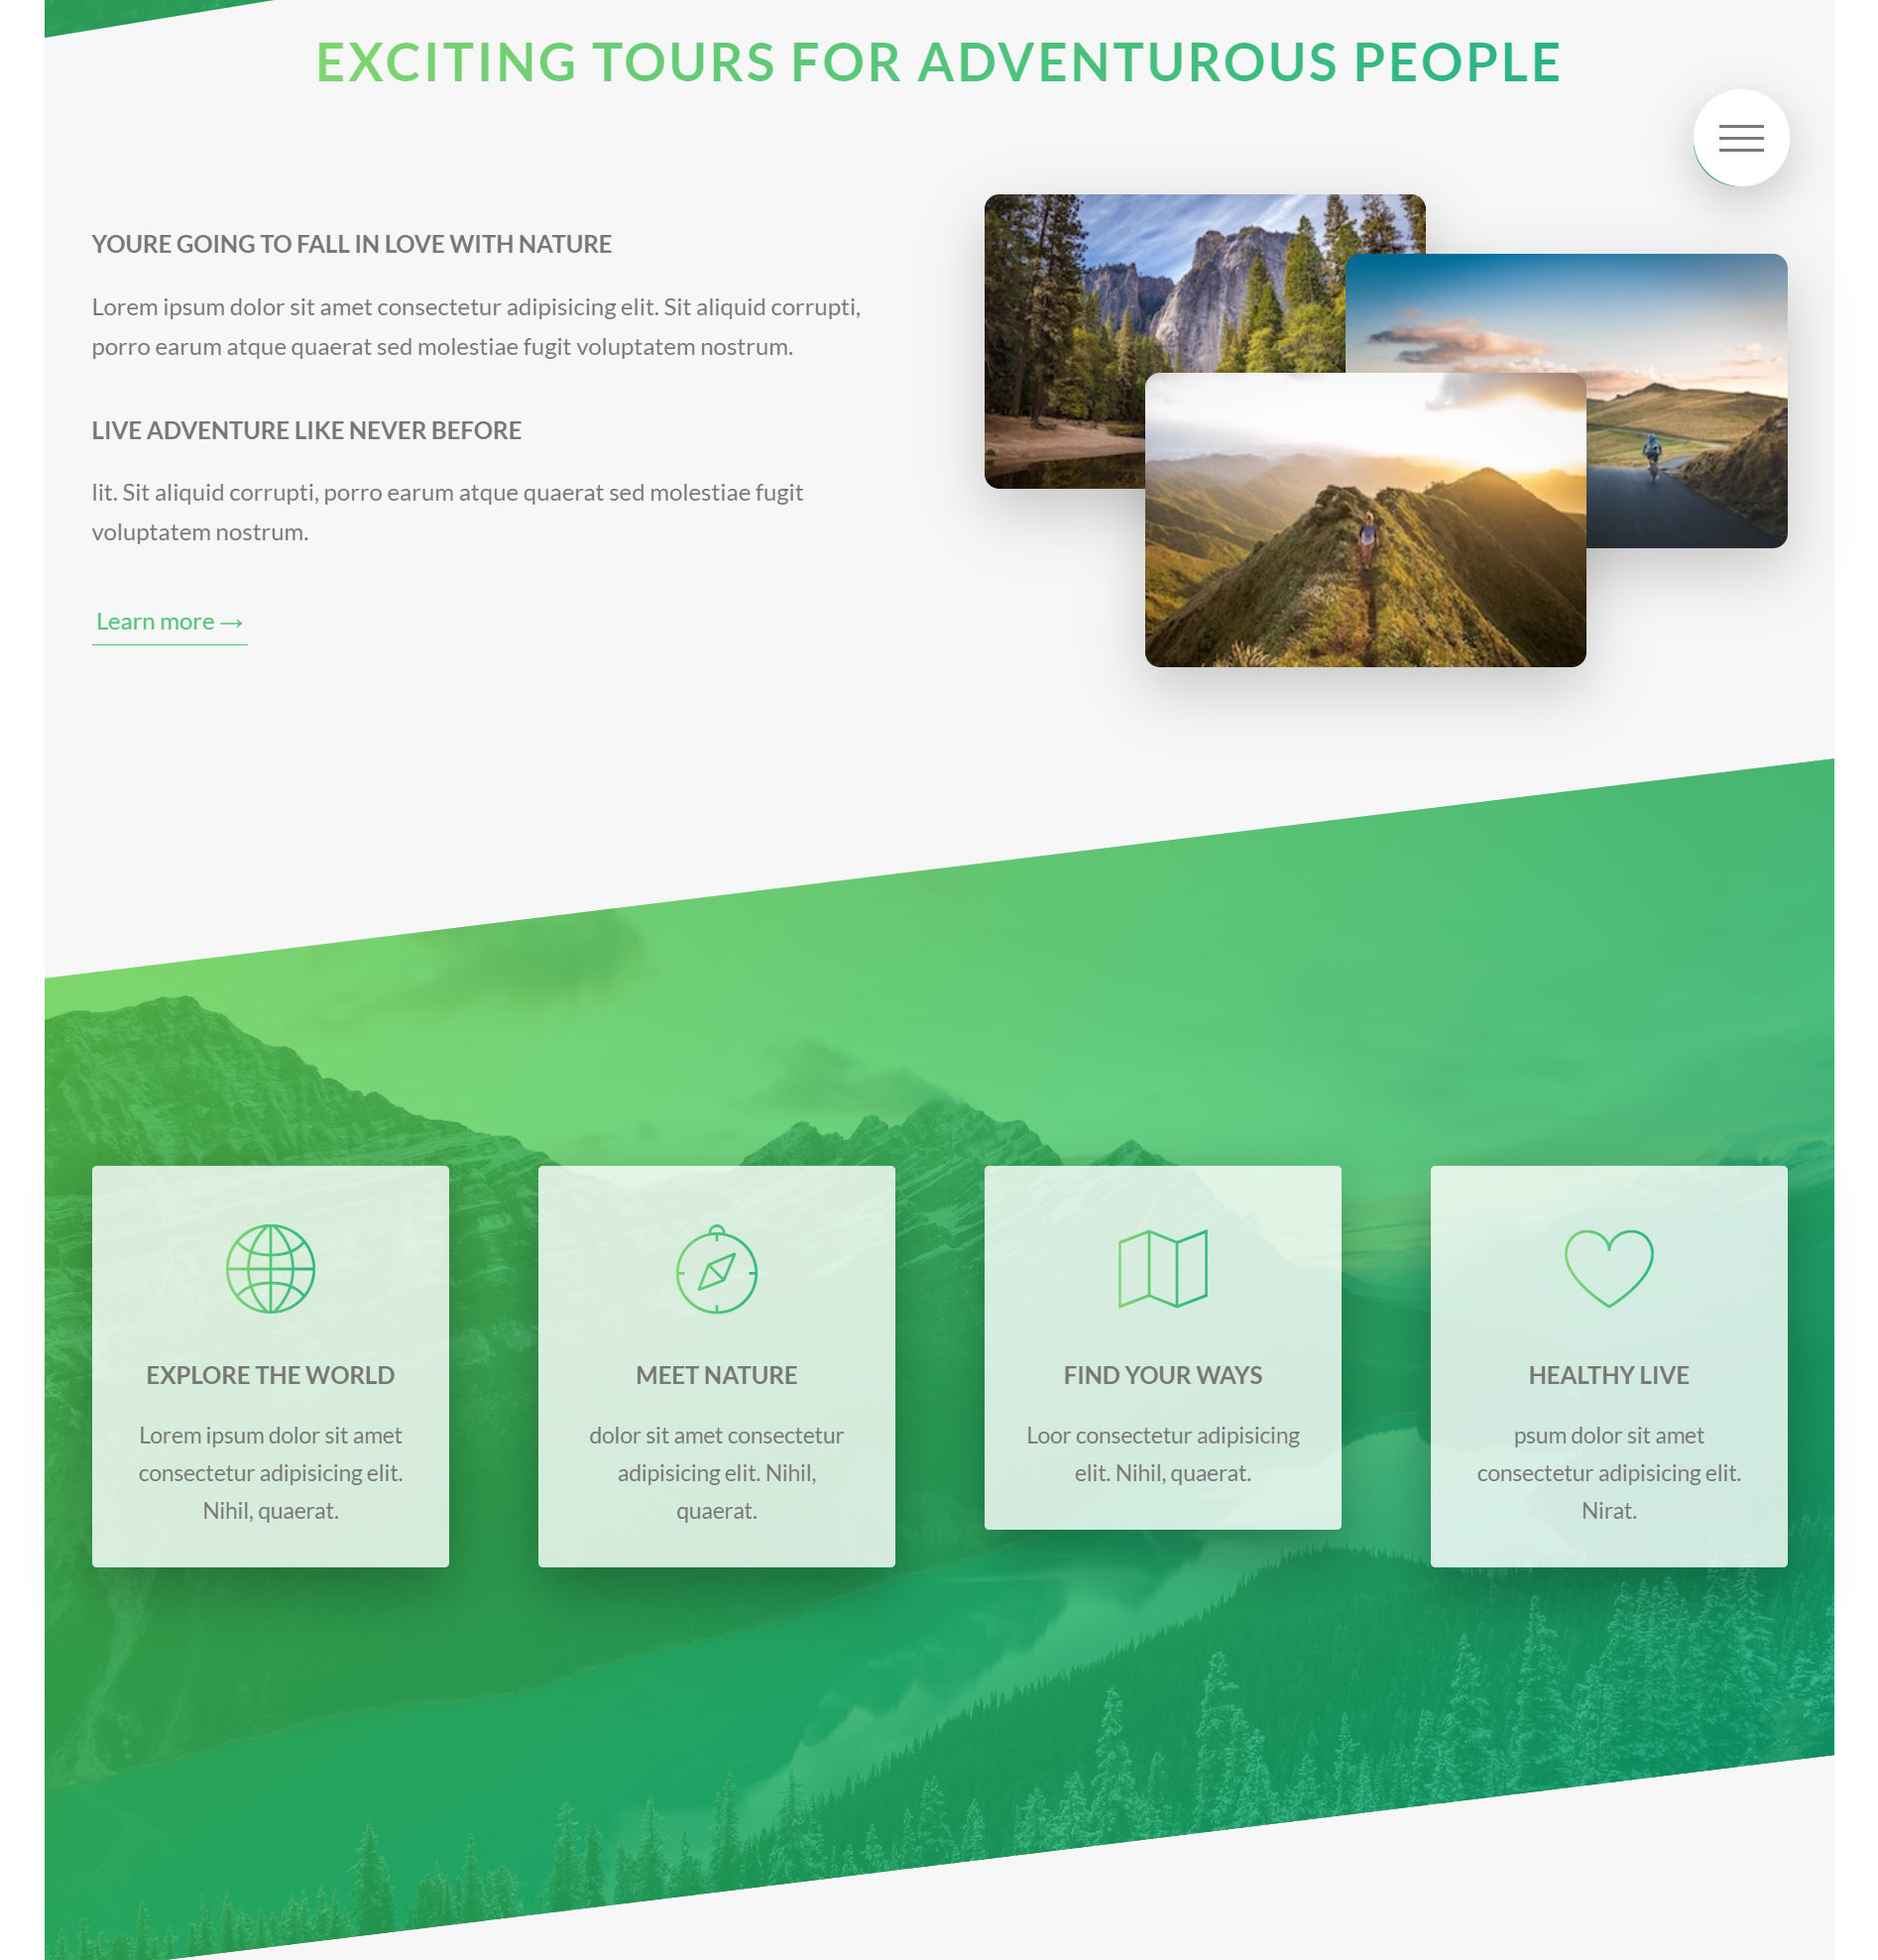 EXCITING TOURS FOR ADVENTUROUS PEOPLE
YOURE GOING TO FALL IN LOVE WITH NATURE
Lorem ipsum dolor sit amet consectetur adipisicing elit. Sit aliquid corrupti,
porro earum atque quaerat sed molestiae fugit voluptatem nostrum.
LIVE ADVENTURE LIKE NEVER BEFORE
lit. Sit aliquid corrupti, porro earum atque quaerat sed molestiae fugit
voluptatem nostrum.
Learn more →
EXPLORE THE WORLD
Lorem ipsum dolor sit amet
consectetur adipisicing elit.
Nihil, quaerat.
MEET NATURE
dolor sit amet consectetur
adipisicing elit. Nihil,
quaerat.
FIND YOUR WAYS
Loor consectetur adipisicing
elit. Nihil, quaerat.
HEALTHY LIVE
psum dolor sit amet
consectetur adipisicing elit.
Nirat.